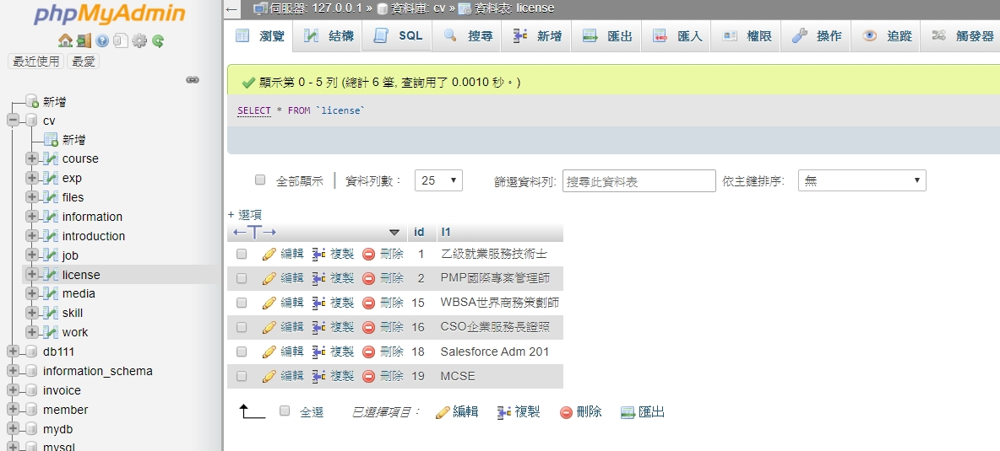 phpMyAdmin
最近使用 最愛
新增
cv
新增
course
exp
files
information
introduction
job
license
media
skill
work
db111
information_schema
invoice
member
mydb
mysql
伺服器: 127.0.0.1 » 資料庫: cv » 資料表: license
瀏覽 結構 SQL 搜尋 新增 匯出 匯入 權限 操作 追蹤 觸發器
顯示第 0 - 5 列 (總計 6 筆, 查詢用了 0.0010 秒。)
SELECT * FROM `license`
全部顯示 | 資料列數： 25 篩選資料列: 搜尋此資料表 依主鍵排序: 無
+ 選項
←T→ id l1
編輯 複製 刪除 1 乙級就業服務技術士
編輯 複製 刪除 2 PMP國際專案管理師
編輯 複製 刪除 15 WBSA世界商務策劃師
編輯 複製 刪除 16 CSO企業服務長證照
編輯 複製 刪除 18 Salesforce Adm 201
編輯 複製 刪除 19 MCSE
全選 已選擇項目： 編輯 複製 刪除 匯出